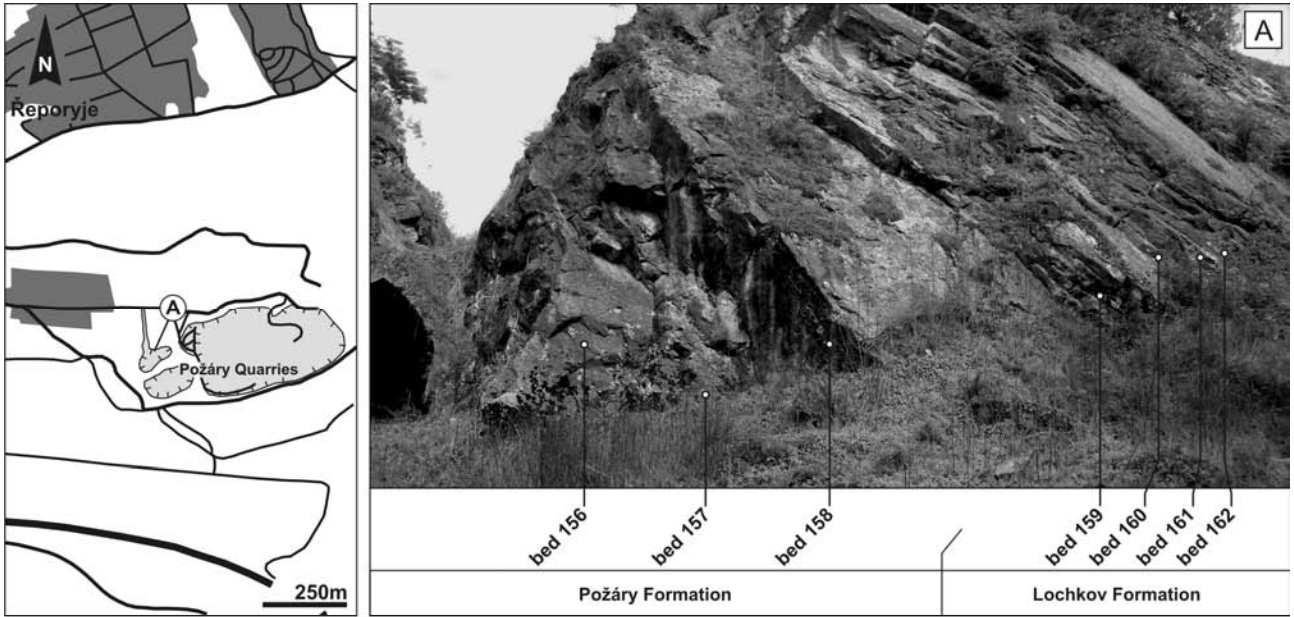 N
Řeporyje
A
Požáry Quarries
250m
A
bed 156
bed 157
bed 158
bed 159
bed 160
bed 161
bed 162
Požáry Formation
Lochkov Formation